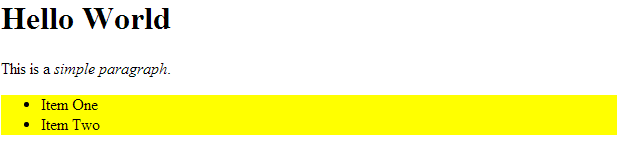 Hello World
This is a simple paragraph.
Item One
Item Two